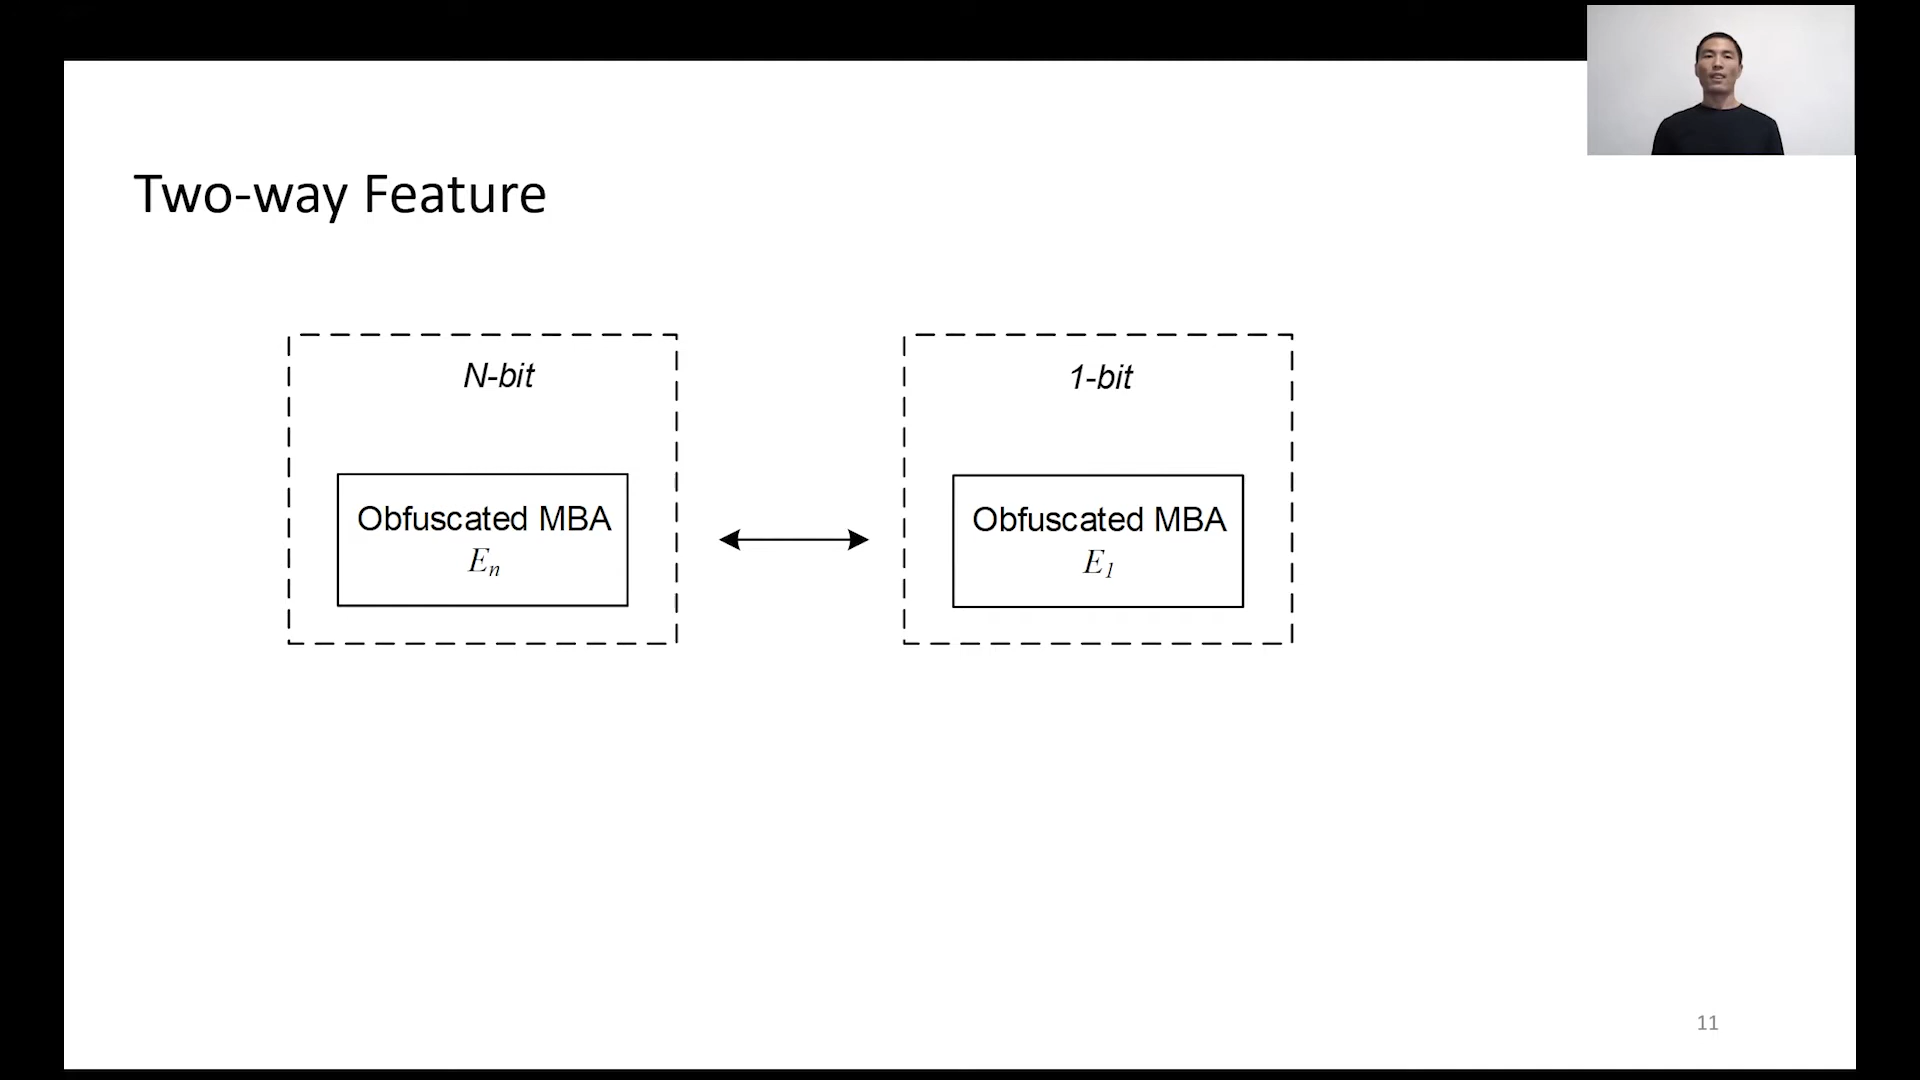 Two-way Feature
N-bit
Obfuscated MBA
En
1-bit
Obfuscated MBA
E1
11